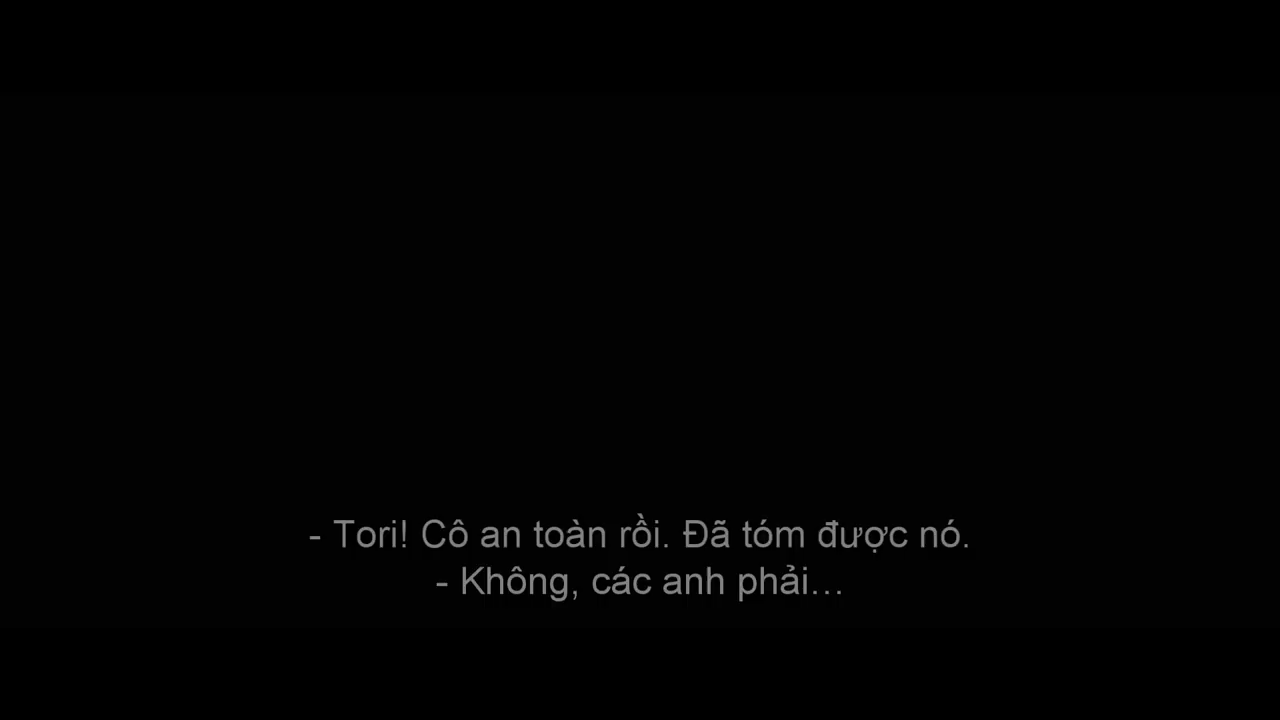 - Tori! Cô an toàn rồi. Đã tóm được nó.
- Không, các anh phải…